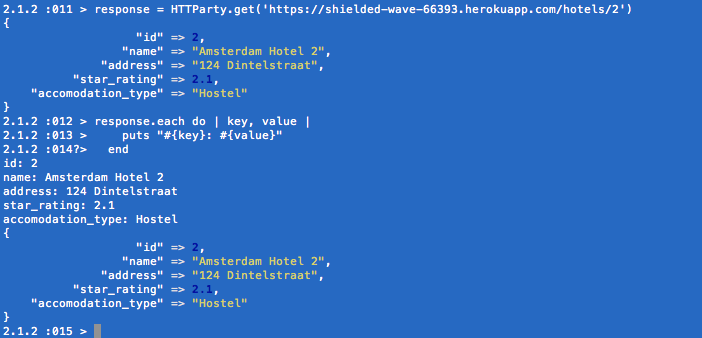 2.1.2 :011 > response = HTTParty.get('https://shielded-wave-66393.herokuapp.com/hotels/2')
{
                   "id" => 2,
                 "name" => "Amsterdam Hotel 2",
              "address" => "124 Dintelstraat",
          "star_rating" => 2.1,
    "accomodation_type" => "Hostel"
}
2.1.2 :012 > response.each do | key, value |
2.1.2 :013 >     puts "#{key}: #{value}"
2.1.2 :014?>   end
id: 2
name: Amsterdam Hotel 2
address: 124 Dintelstraat
star_rating: 2.1
accomodation_type: Hostel
{
                   "id" => 2,
                 "name" => "Amsterdam Hotel 2",
              "address" => "124 Dintelstraat",
          "star_rating" => 2.1,
    "accomodation_type" => "Hostel"
}
2.1.2 :015 >